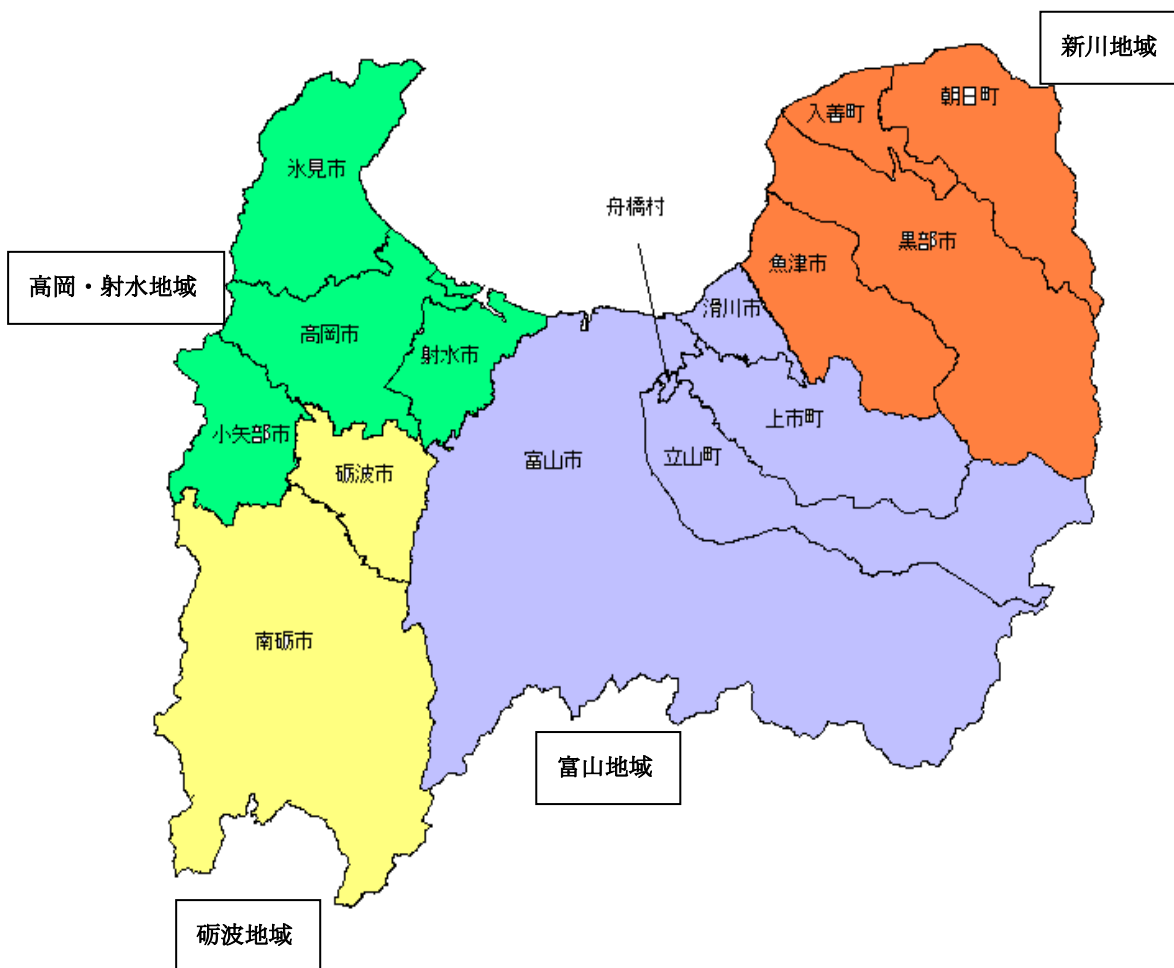 新川地域
朝日町
入善町
氷見市
舟橋村
黒部市
魚津市
高岡・射水地域
滑川市
高岡市
射水市
上市町
小矢部市
富山市
立山町
砺波市
南砺市
富山地域
砺波地域